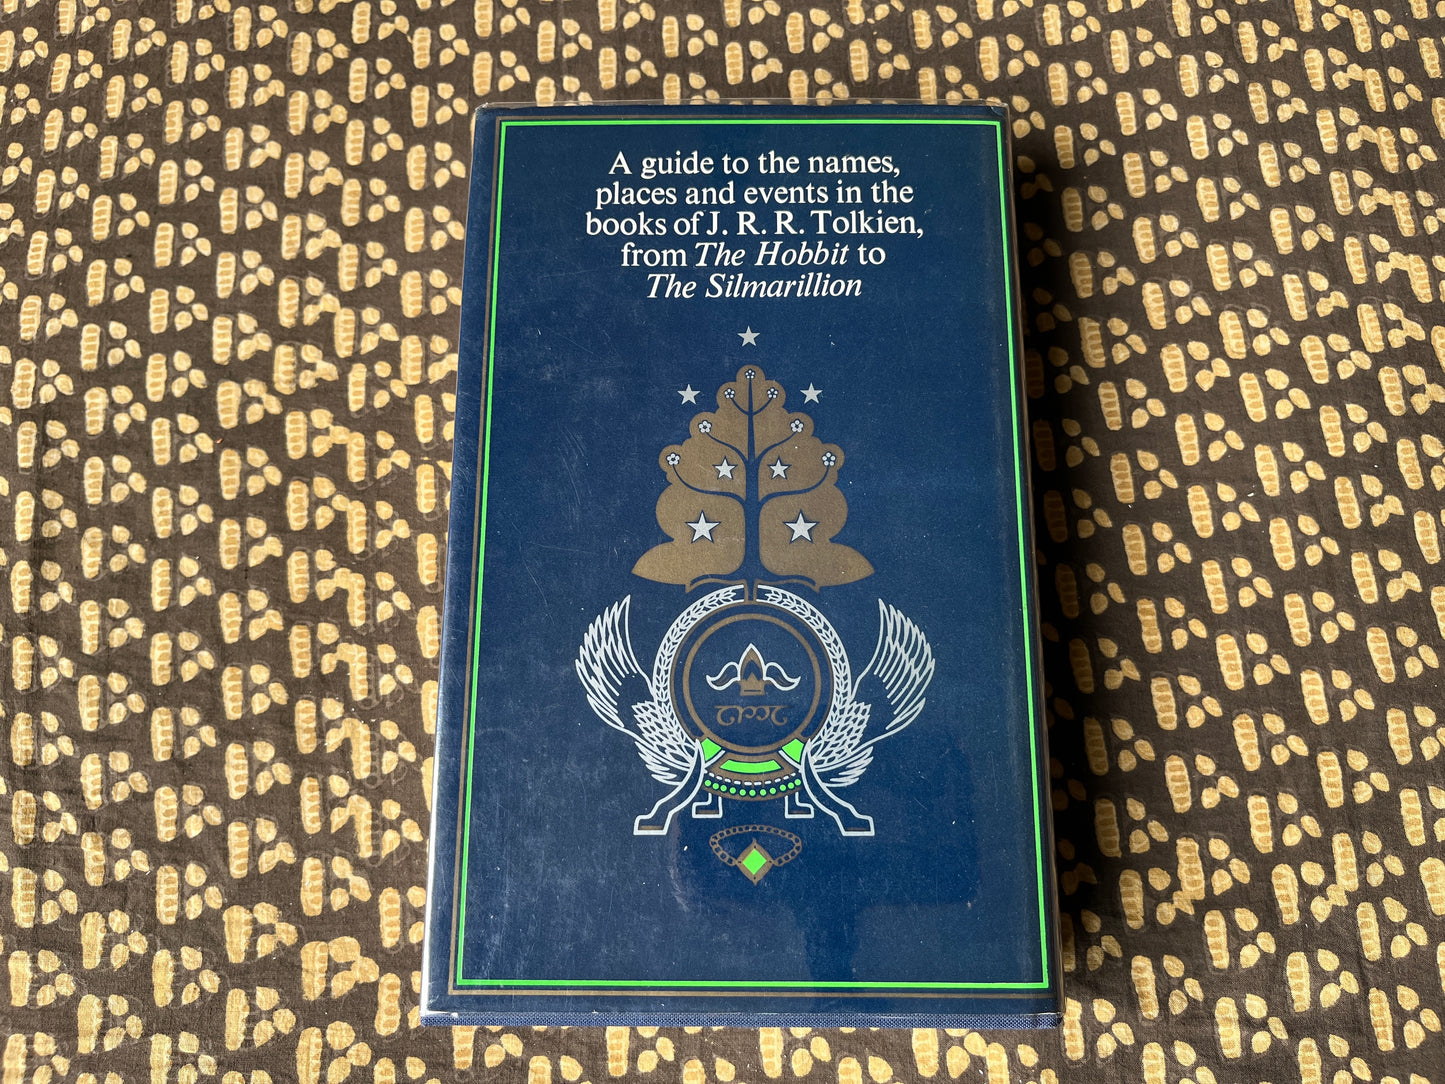 A guide to the names,
places and events in the
books of J. R. R. Tolkien,
from The Hobbit to
The Silmarillion